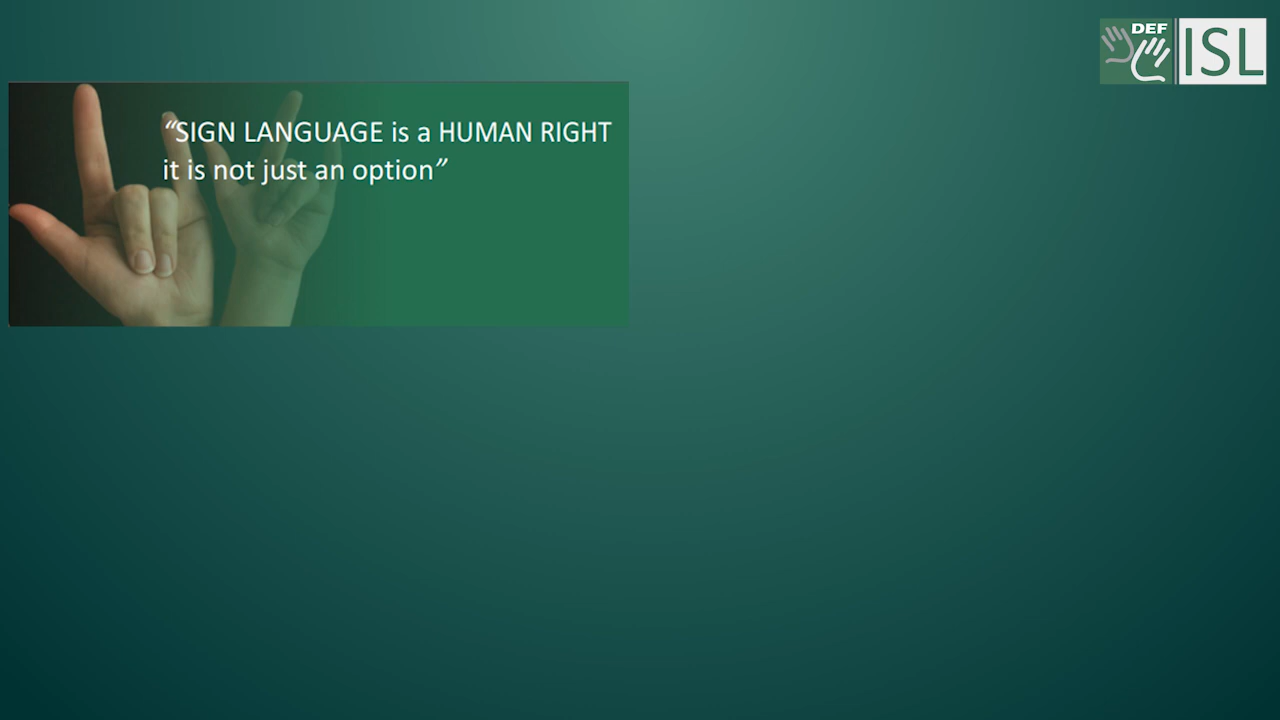 DEF
ISL
“SIGN LANGUAGE is a HUMAN RIGHT
it is not just an option”